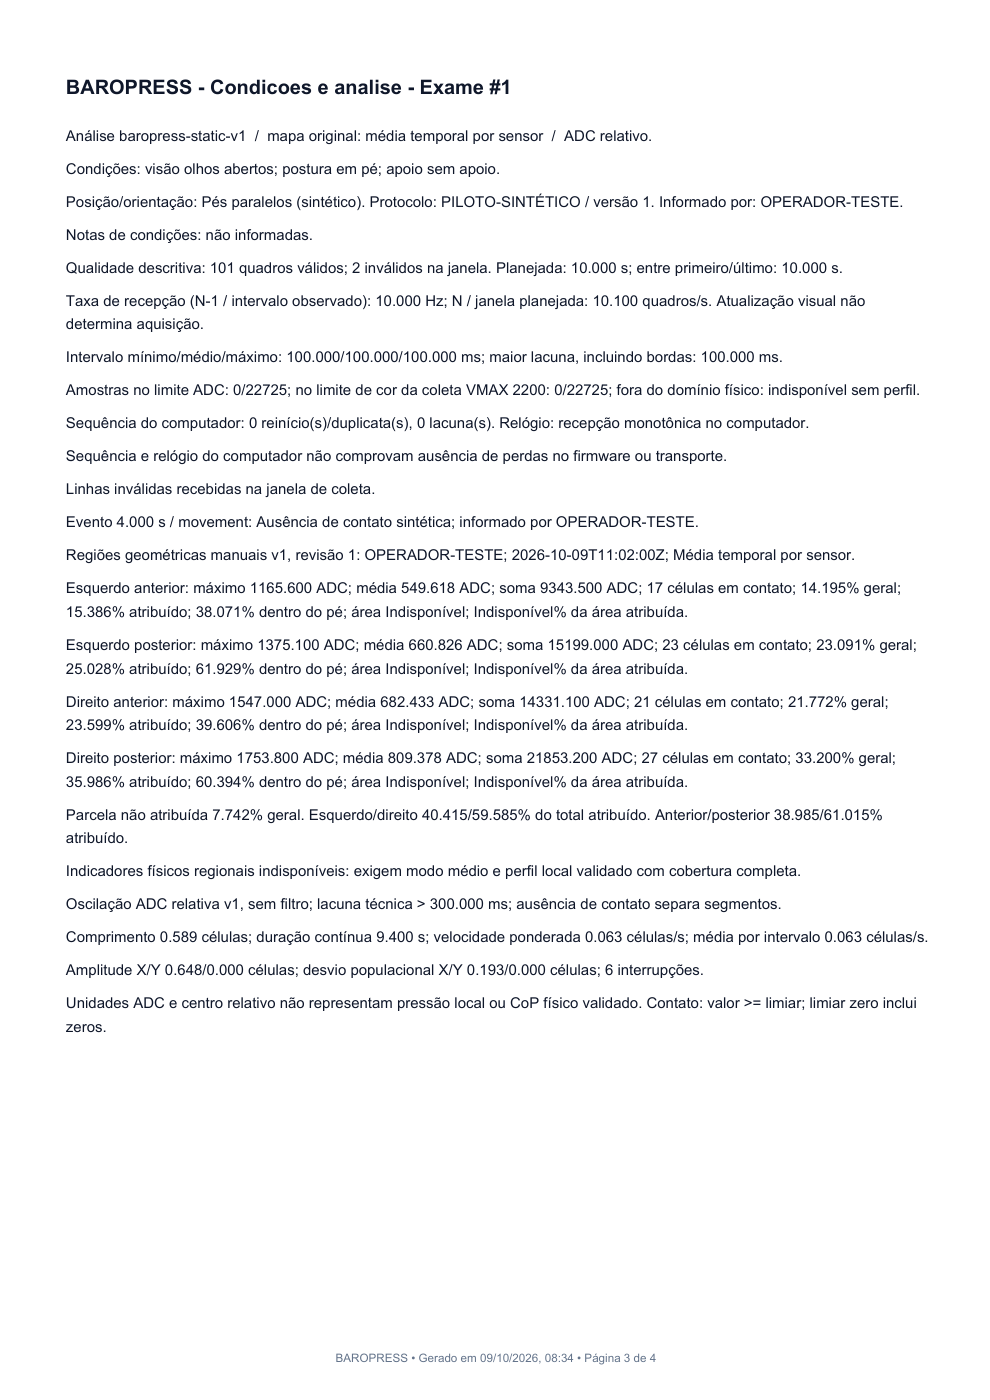 BAROPRESS - Condicoes e analise - Exame #1
Análise baropress-static-v1 / mapa original: média temporal por sensor / ADC relativo.
Condições: visão olhos abertos; postura em pé; apoio sem apoio.
Posição/orientação: Pés paralelos (sintético). Protocolo: PILOTO-SINTÉTICO / versão 1. Informado por: OPERADOR-TESTE.
Notas de condições: não informadas.
Qualidade descritiva: 101 quadros válidos; 2 inválidos na janela. Planejada: 10.000 s; entre primeiro/último: 10.000 s.
Taxa de recepção (N-1 / intervalo observado): 10.000 Hz; N / janela planejada: 10.100 quadros/s. Atualização visual não
determina aquisição.
Intervalo mínimo/médio/máximo: 100.000/100.000/100.000 ms; maior lacuna, incluindo bordas: 100.000 ms.
Amostras no limite ADC: 0/22725; no limite de cor da coleta VMAX 2200: 0/22725; fora do domínio físico: indisponível sem perfil.
Sequência do computador: 0 reinício(s)/duplicata(s), 0 lacuna(s). Relógio: recepção monotônica no computador.
Sequência e relógio do computador não comprovam ausência de perdas no firmware ou transporte.
Linhas inválidas recebidas na janela de coleta.
Evento 4.000 s / movement: Ausência de contato sintética; informado por OPERADOR-TESTE.
Regiões geométricas manuais v1, revisão 1: OPERADOR-TESTE; 2026-10-09T11:02:00Z; Média temporal por sensor.
Esquerdo anterior: máximo 1165.600 ADC; média 549.618 ADC; soma 9343.500 ADC; 17 células em contato; 14.195% geral;
15.386% atribuído; 38.071% dentro do pé; área Indisponível; Indisponível% da área atribuída.
Esquerdo posterior: máximo 1375.100 ADC; média 660.826 ADC; soma 15199.000 ADC; 23 células em contato; 23.091% geral;
25.028% atribuído; 61.929% dentro do pé; área Indisponível; Indisponível% da área atribuída.
Direito anterior: máximo 1547.000 ADC; média 682.433 ADC; soma 14331.100 ADC; 21 células em contato; 21.772% geral;
23.599% atribuído; 39.606% dentro do pé; área Indisponível; Indisponível% da área atribuída.
Direito posterior: máximo 1753.800 ADC; média 809.378 ADC; soma 21853.200 ADC; 27 células em contato; 33.200% geral;
35.986% atribuído; 60.394% dentro do pé; área Indisponível; Indisponível% da área atribuída.
Parcela não atribuída 7.742% geral. Esquerdo/direito 40.415/59.585% do total atribuído. Anterior/posterior 38.985/61.015%
atribuído.
Indicadores físicos regionais indisponíveis: exigem modo médio e perfil local validado com cobertura completa.
Oscilação ADC relativa v1, sem filtro; lacuna técnica > 300.000 ms; ausência de contato separa segmentos.
Comprimento 0.589 células; duração contínua 9.400 s; velocidade ponderada 0.063 células/s; média por intervalo 0.063 células/s.
Amplitude X/Y 0.648/0.000 células; desvio populacional X/Y 0.193/0.000 células; 6 interrupções.
Unidades ADC e centro relativo não representam pressão local ou CoP físico validado. Contato: valor >= limiar; limiar zero inclui
zeros.
BAROPRESS • Gerado em 09/10/2026, 08:34 • Página 3 de 4